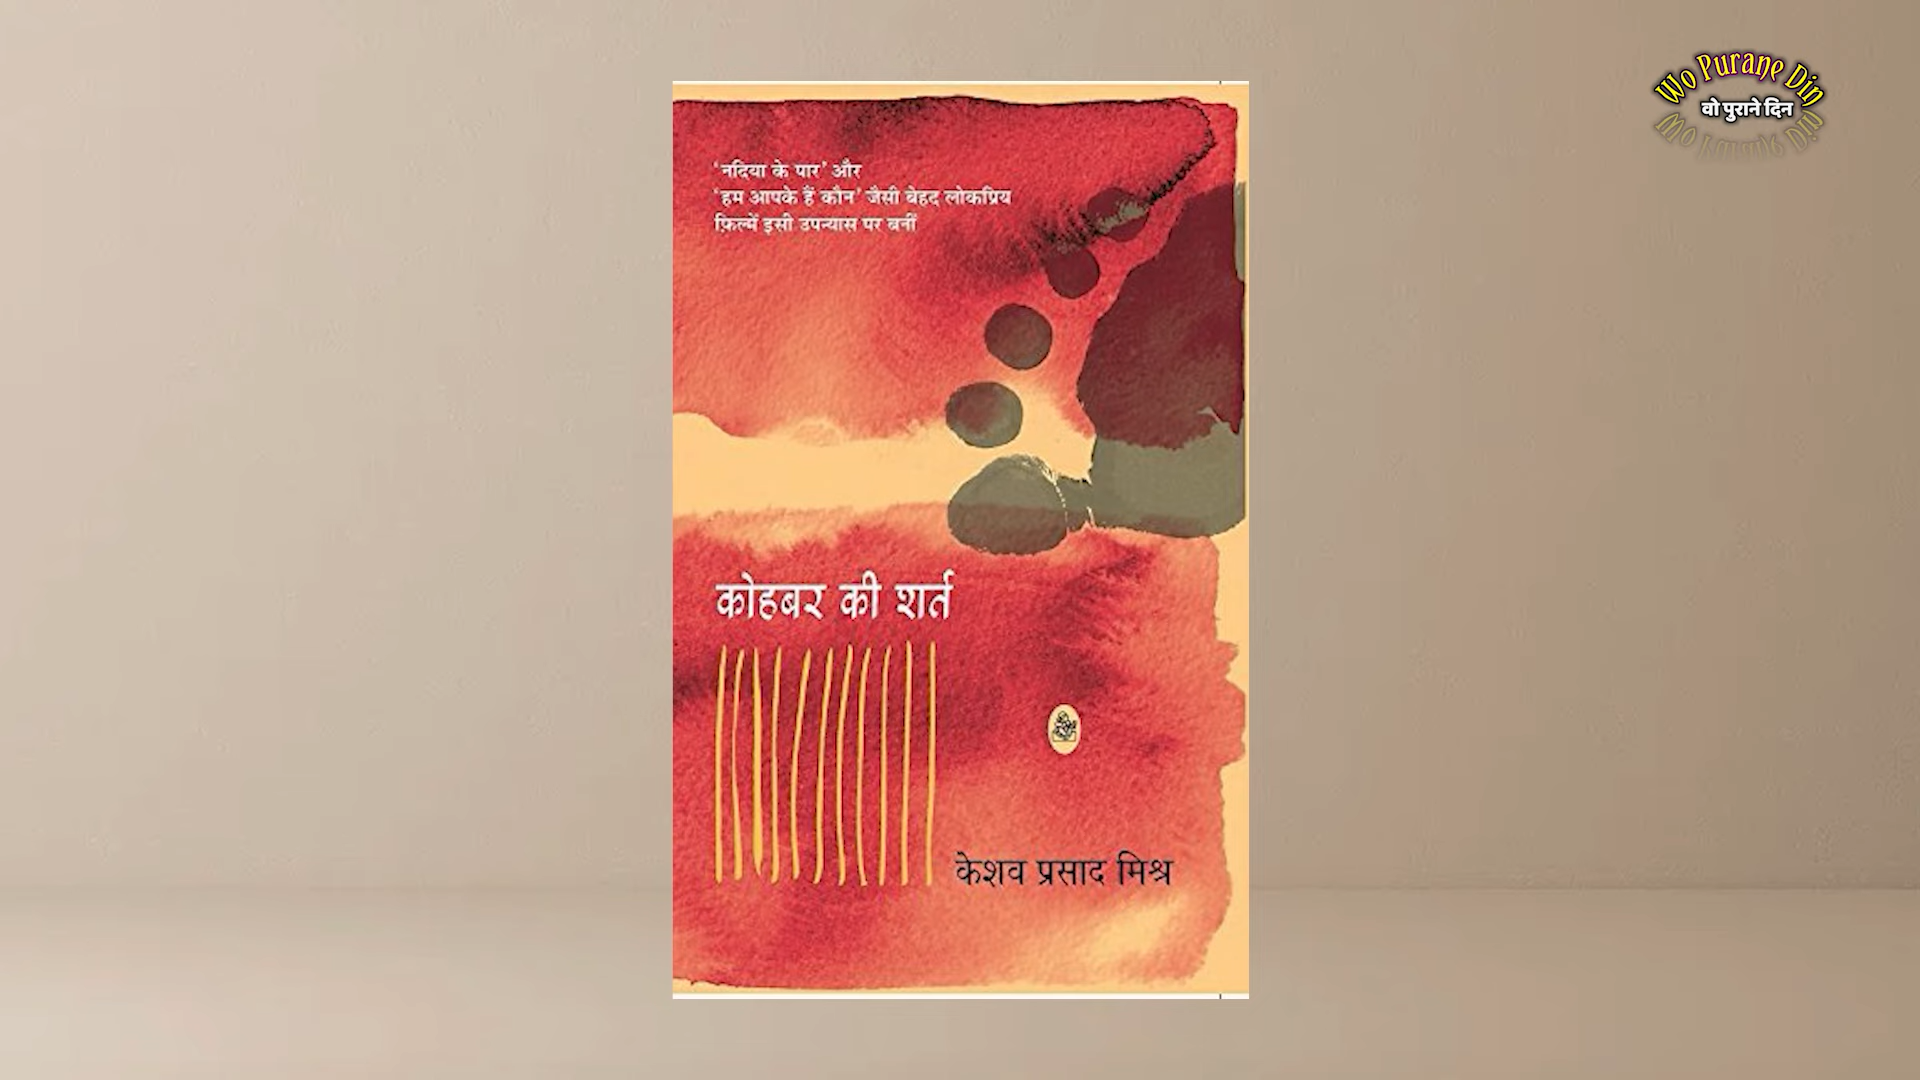 'नदिया के पार' और
'हम आपके हैं कौन' जैसी बेहद लोकप्रिय
फ़िल्में इसी उपन्यास पर बनीं
कोहबर की शर्त
केशव प्रसाद मिश्र
Wo Purane Din
वो पुराने दिन